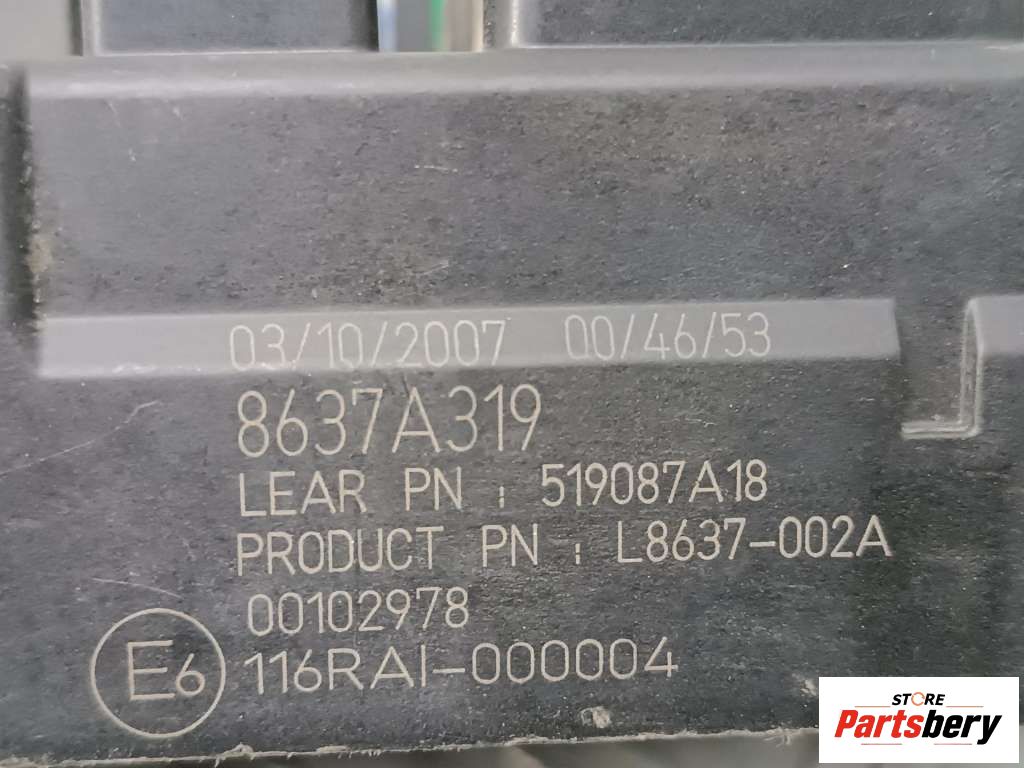 03/10/2007 00/46/53
8637A319
LEAR PN : 519087A18
PRODUCT PN : L8637-002A
00102978
E6 116RAI-000004
STORE
Partsbery